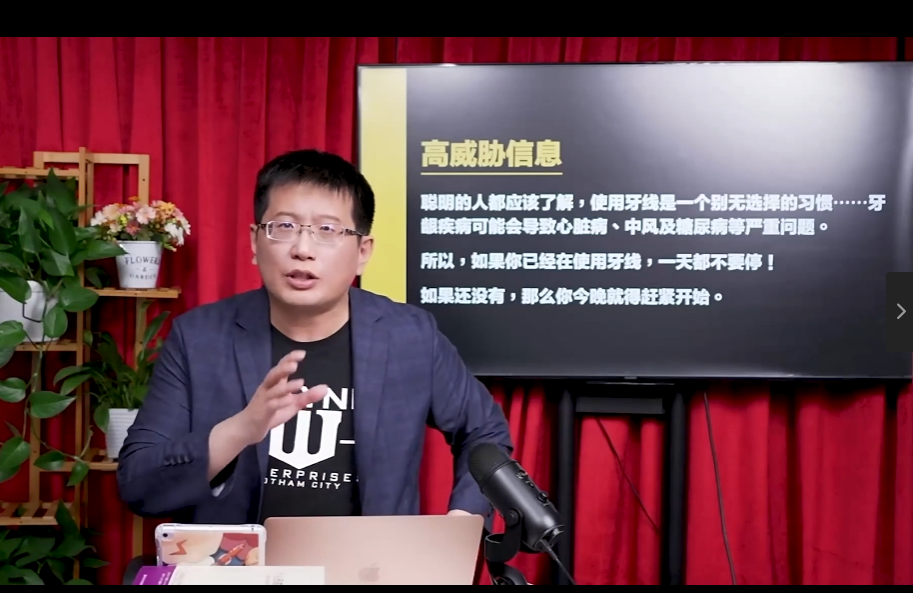 高威胁信息
聪明的人都应该了解，使用牙线是一个别无选择的习惯……牙
龈疾病可能会导致心脏病、中风及糖尿病等严重问题。
所以，如果你已经在使用牙线，一天都不要停！
如果还没有，那么你今晚就得赶紧开始。
FLOWER
&
W
ERPRISE
OTHAM CITY